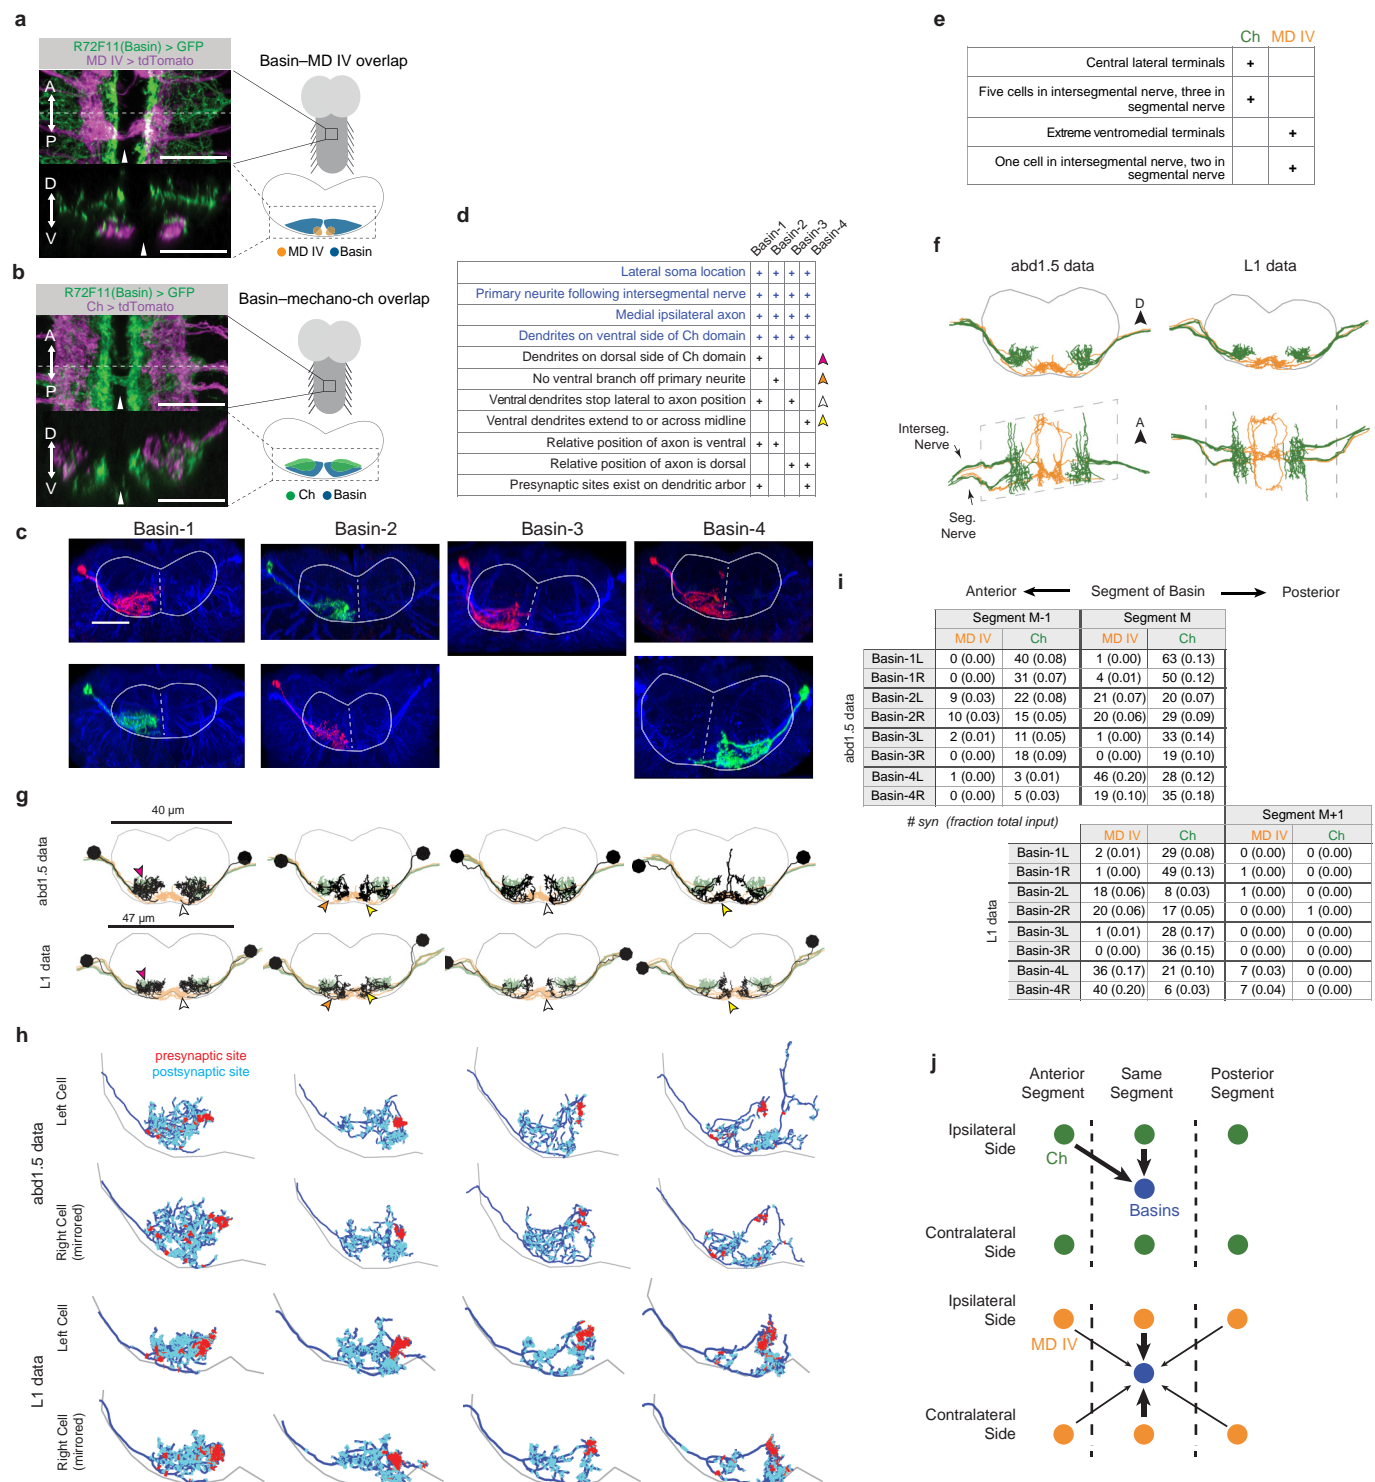 a
R72F11(Basin) > GFP
MD IV > tdTomato
A
P
D
V
Basin–MD IV overlap
MD IV Basin
b
R72F11(Basin) > GFP
Ch > tdTomato
A
P
D
V
Basin–mechano-ch overlap
Ch Basin
c
Basin-1 Basin-2 Basin-3 Basin-4
d
Basin-1 Basin-2 Basin-3 Basin-4
Lateral soma location + + + +
Primary neurite following intersegmental nerve + + + +
Medial ipsilateral axon + + + +
Dendrites on ventral side of Ch domain + + + +
Dendrites on dorsal side of Ch domain +
No ventral branch off primary neurite +
Ventral dendrites stop lateral to axon position + +
Ventral dendrites extend to or across midline +
Relative position of axon is ventral + +
Relative position of axon is dorsal + +
Presynaptic sites exist on dendritic arbor + +
e
Ch MD IV
Central lateral terminals +
Five cells in intersegmental nerve, three in
segmental nerve +
Extreme ventromedial terminals +
One cell in intersegmental nerve, two in
segmental nerve +
f
abd1.5 data L1 data
D
A
Interseg.
Nerve
Seg.
Nerve
g
40 µm
abd1.5 data
47 µm
L1 data
h
presynaptic site
postsynaptic site
abd1.5 data
Left Cell
Right Cell
(mirrored)
L1 data
Left Cell
Right Cell
(mirrored)
i
Anterior Segment of Basin Posterior
Segment M-1 Segment M
MD IV Ch MD IV Ch
abd1.5 data
Basin-1L 0 (0.00) 40 (0.08) 1 (0.00) 63 (0.13)
Basin-1R 0 (0.00) 31 (0.07) 4 (0.01) 50 (0.12)
Basin-2L 9 (0.03) 22 (0.08) 21 (0.07) 20 (0.07)
Basin-2R 10 (0.03) 15 (0.05) 20 (0.06) 29 (0.09)
Basin-3L 2 (0.01) 11 (0.05) 1 (0.00) 33 (0.14)
Basin-3R 0 (0.00) 18 (0.09) 0 (0.00) 19 (0.10)
Basin-4L 1 (0.00) 3 (0.01) 46 (0.20) 28 (0.12)
Basin-4R 0 (0.00) 5 (0.03) 19 (0.10) 35 (0.18)
# syn (fraction total input)
Segment M+1
MD IV Ch MD IV Ch
L1 data
Basin-1L 2 (0.01) 29 (0.08) 0 (0.00) 0 (0.00)
Basin-1R 1 (0.00) 49 (0.13) 1 (0.00) 0 (0.00)
Basin-2L 18 (0.06) 8 (0.03) 1 (0.00) 0 (0.00)
Basin-2R 20 (0.06) 17 (0.05) 0 (0.00) 1 (0.00)
Basin-3L 1 (0.01) 28 (0.17) 0 (0.00) 0 (0.00)
Basin-3R 0 (0.00) 36 (0.15) 0 (0.00) 0 (0.00)
Basin-4L 36 (0.17) 21 (0.10) 7 (0.03) 0 (0.00)
Basin-4R 40 (0.20) 6 (0.03) 7 (0.04) 0 (0.00)
j
Anterior Same Posterior
Segment Segment Segment
Ipsilateral
Side
Ch
Basins
Contralateral
Side
Ipsilateral
Side
MD IV
Contralateral
Side